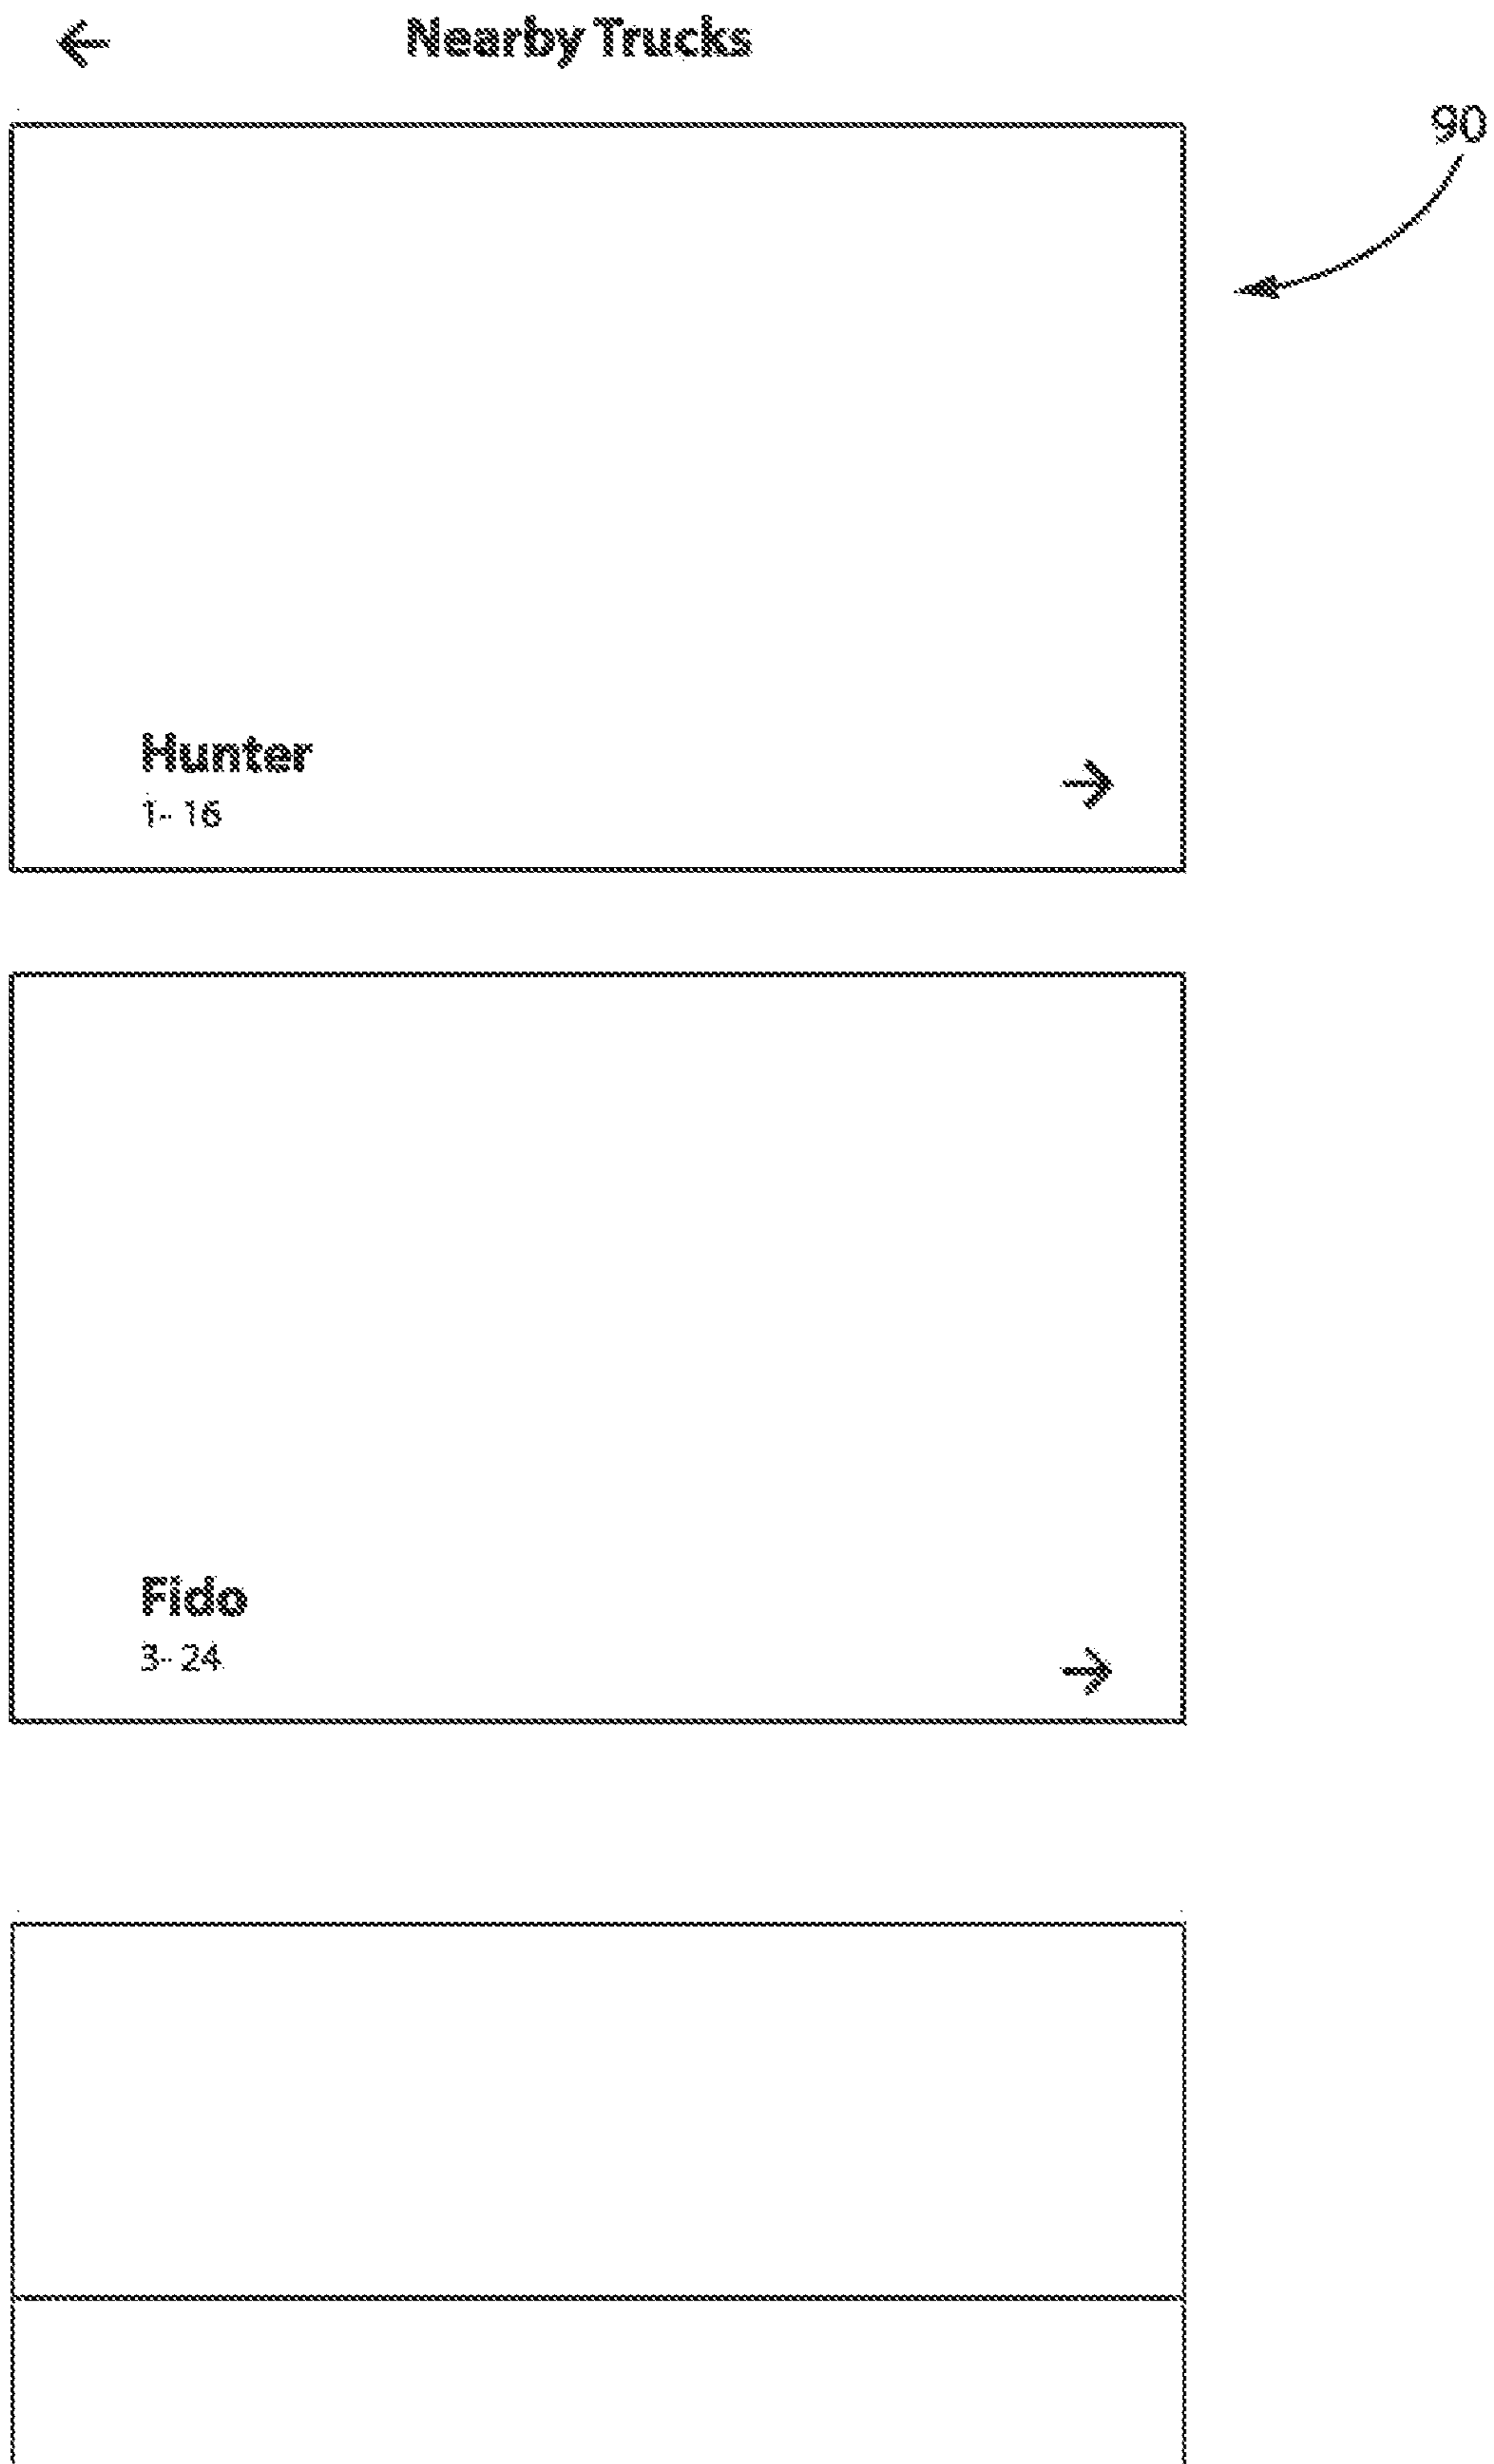 Nearby Trucks
90
Hunter
1- 16
Fido
3- 24